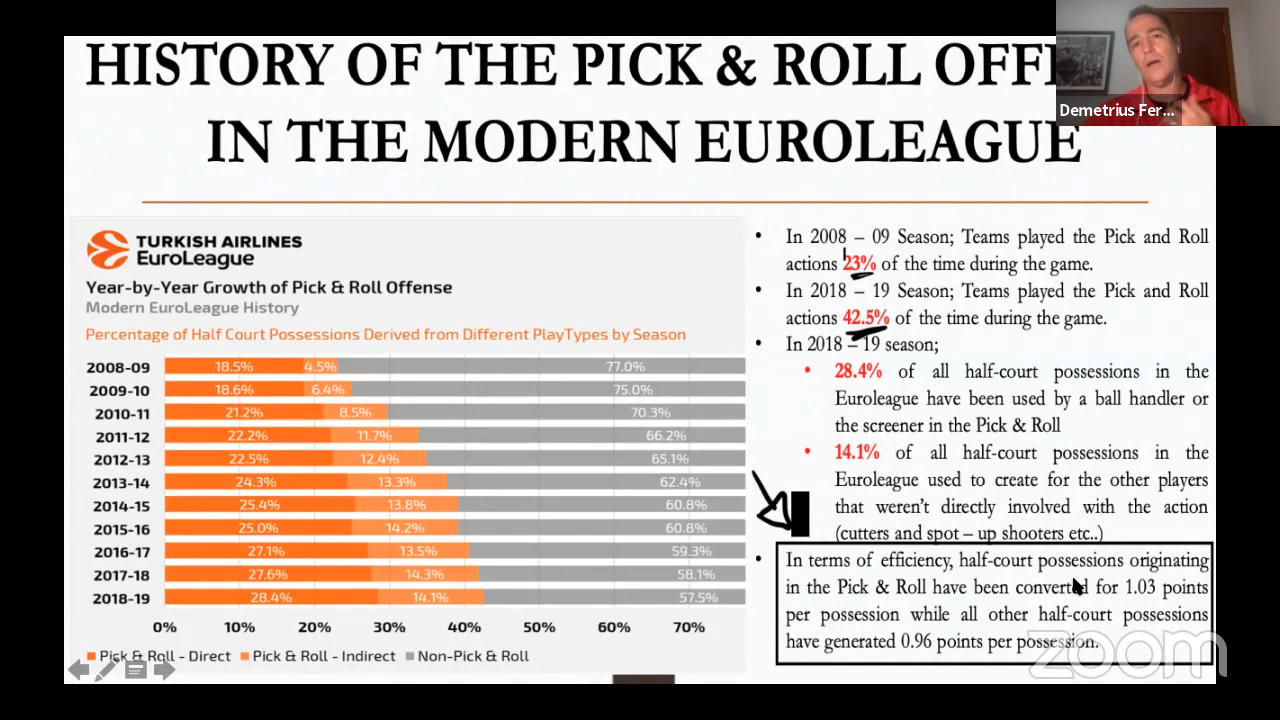 HISTORY OF THE PICK & ROLL OFF
IN THE MODERN EUROLEAGUE
Demetrius Fer...
TURKISH AIRLINES
EuroLeague
Year-by-Year Growth of Pick & Roll Offense
Modern EuroLeague History
Percentage of Half Court Possessions Derived from Different PlayTypes by Season
2008-09 18.5% 4.5% 77.0%
2009-10 18.6% 6.4% 75.0%
2010-11 21.2% 8.5% 70.3%
2011-12 22.2% 11.7% 66.2%
2012-13 22.5% 12.4% 65.1%
2013-14 24.3% 13.3% 62.4%
2014-15 25.4% 13.8% 60.8%
2015-16 25.0% 14.2% 60.8%
2016-17 27.1% 13.5% 59.3%
2017-18 27.6% 14.3% 58.1%
2018-19 28.4% 14.1% 57.5%
0% 10% 20% 30% 40% 50% 60% 70%
Pick & Roll - Direct Pick & Roll - Indirect Non-Pick & Roll
• In 2008 – 09 Season; Teams played the Pick and Roll
actions 23% of the time during the game.
• In 2018 – 19 Season; Teams played the Pick and Roll
actions 42.5% of the time during the game.
• In 2018 – 19 season;
• 28.4% of all half-court possessions in the
Euroleague have been used by a ball handler or
the screener in the Pick & Roll
• 14.1% of all half-court possessions in the
Euroleague used to create for the other players
that weren't directly involved with the action
(cutters and spot – up shooters etc..)
• In terms of efficiency, half-court possessions originating
in the Pick & Roll have been converted for 1.03 points
per possession while all other half-court possessions
have generated 0.96 points per possession.
zoom